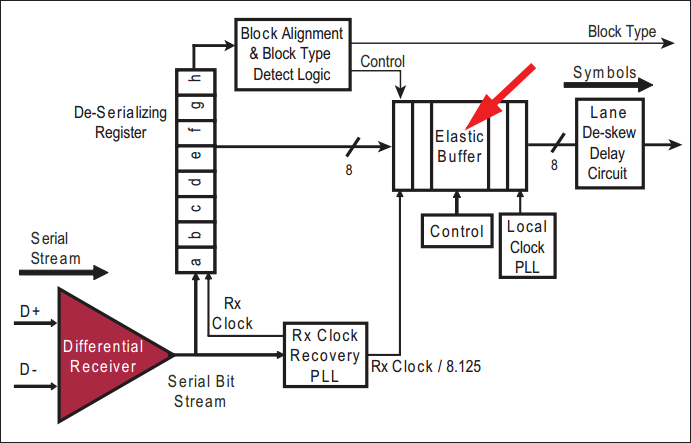 Block Alignment
& Block Type
Detect Logic
Block Type
Control
Symbols
De-Serializing
Register
h
g
f
e
d
c
b
a
8
Elastic
Buffer
8
Lane
De-skew
Delay
Circuit
Control
Local
Clock
PLL
Serial
Stream
D+
D-
Differential
Receiver
Rx
Clock
Rx Clock
Recovery
PLL
Rx Clock / 8.125
Serial Bit
Stream